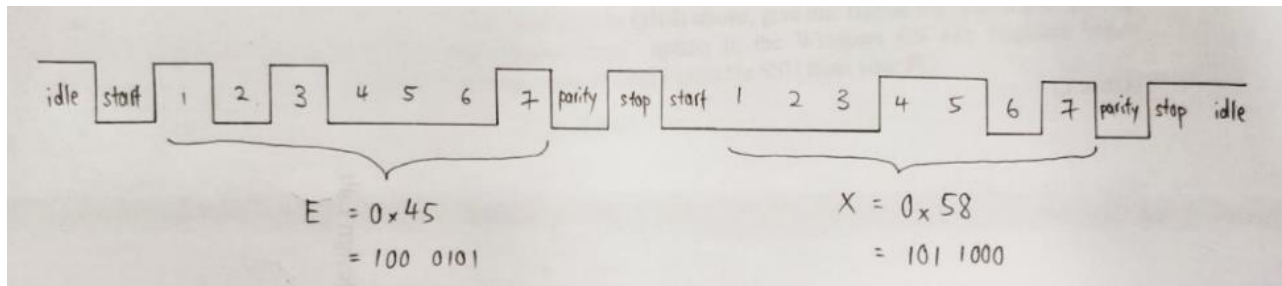 idle start 1 2 3 4 5 6 7 parity stop start 1 2 3 4 5 6 7 parity stop idle
E = 0x45
= 100 0101
X = 0x58
= 101 1000